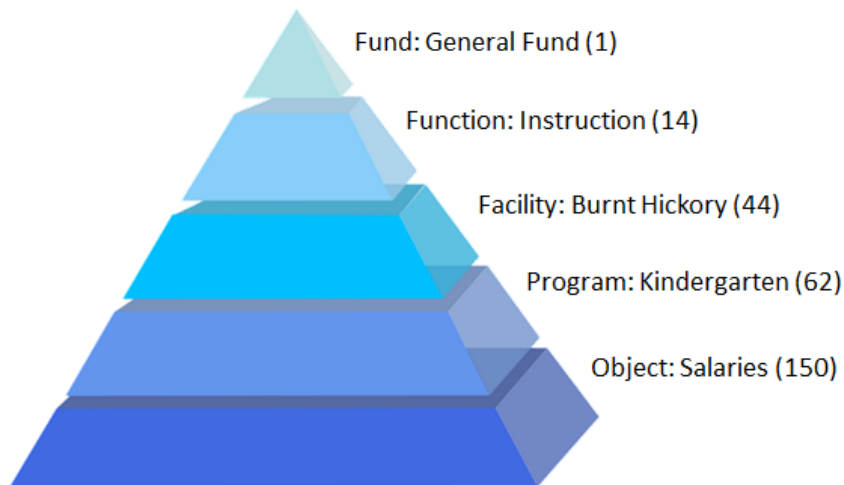 Fund: General Fund (1)
Function: Instruction (14)
Facility: Burnt Hickory (44)
Program: Kindergarten (62)
Object: Salaries (150)